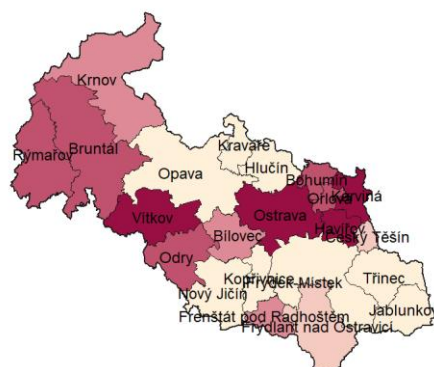 Krnov
Rýmařov
Bruntál
Kravaře
Opava
Hlučín
Bohumín
Orlová
Karviná
Vítkov
Ostrava
Havířov
Český Těšín
Bílovec
Odry
Kopřivnice
Frýdek-Místek
Třinec
Nový Jičín
Frenštát pod Radhoštěm
Jablunkov
Frýdlant nad Ostravicí